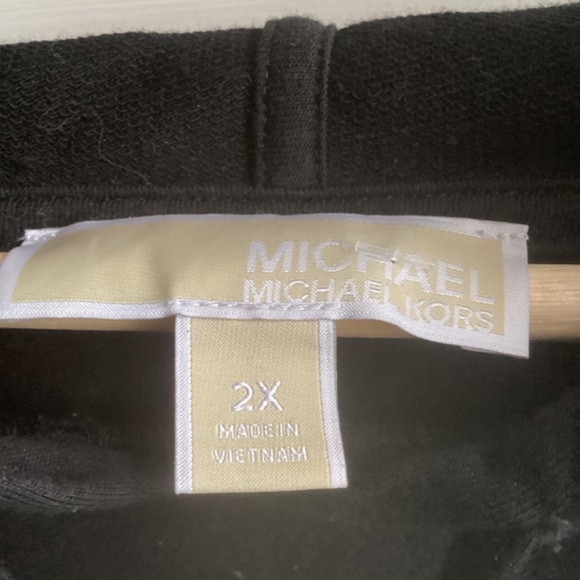 MICHAEL
MICHAEL KORS
2X
MADE IN
VIETNAM